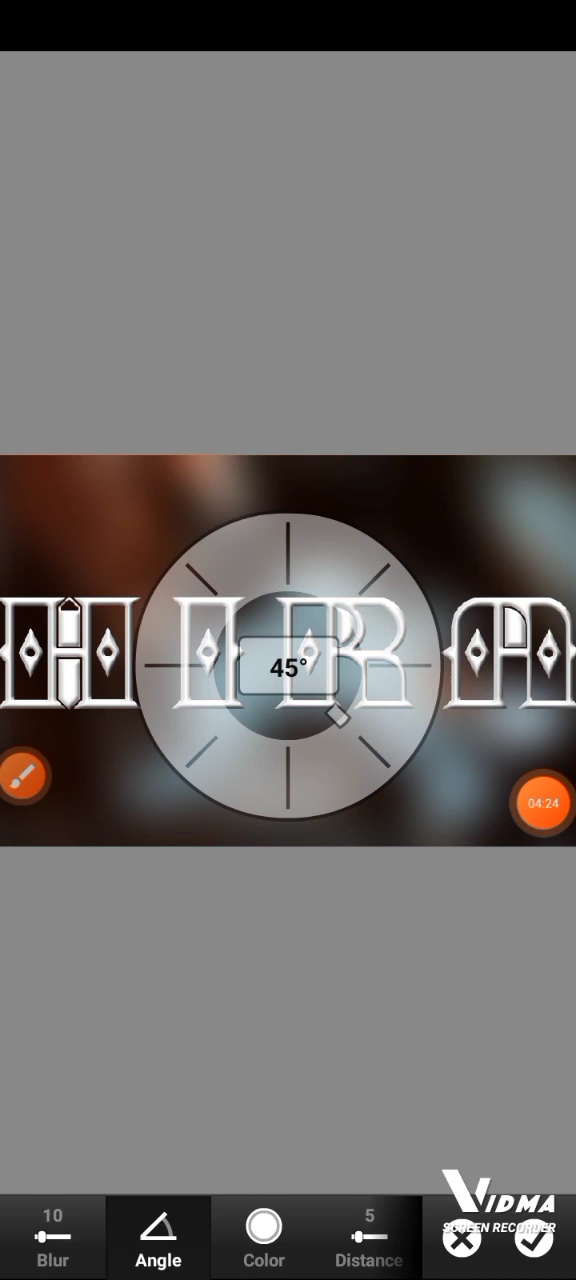 HIRA
45°
04:24
10
5
Blur
Angle
Color
Distance
VIDMA
SCREEN RECORDER